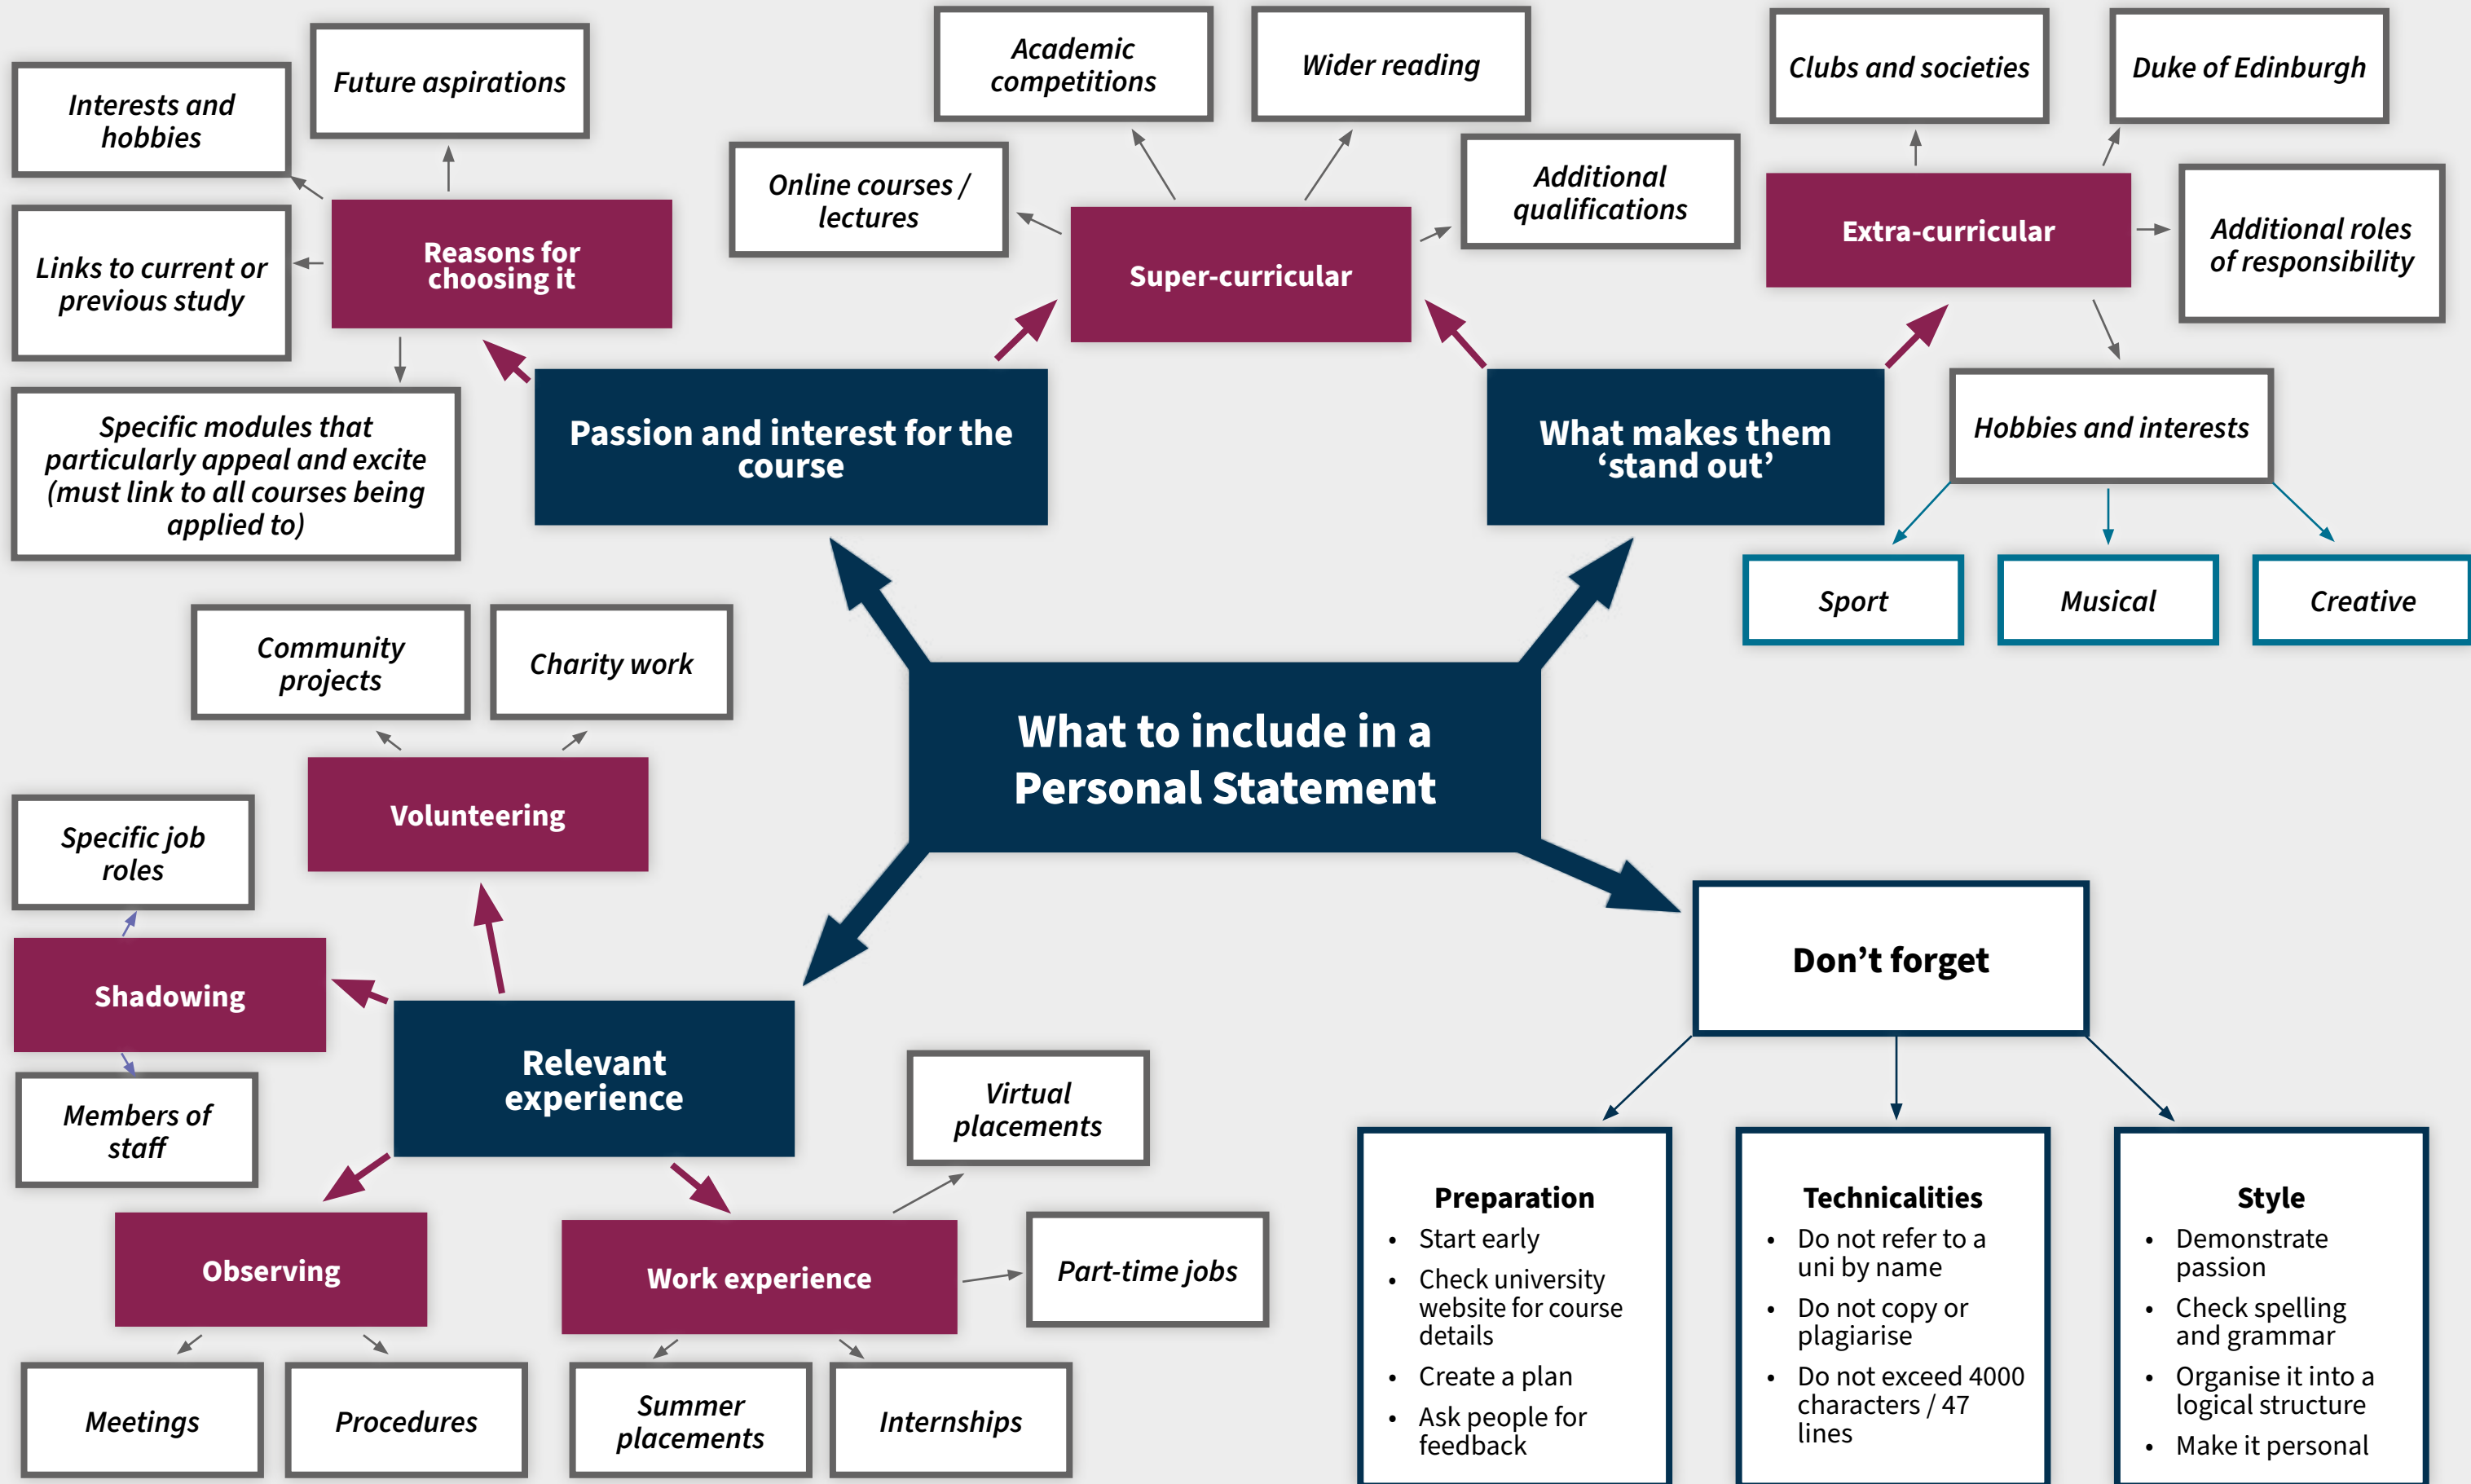 Interests and
hobbies
Future aspirations
Links to current or
previous study
Reasons for
choosing it
Specific modules that
particularly appeal and excite
(must link to all courses being
applied to)
Passion and interest for the
course
Online courses /
lectures
Academic
competitions
Wider reading
Additional
qualifications
Super-curricular
Clubs and societies
Duke of Edinburgh
Extra-curricular
Additional roles
of responsibility
What makes them
‘stand out’
Hobbies and interests
Sport
Musical
Creative
What to include in a
Personal Statement
Community
projects
Charity work
Volunteering
Specific job
roles
Shadowing
Members of
staff
Relevant
experience
Observing
Meetings
Procedures
Work experience
Virtual
placements
Part-time jobs
Summer
placements
Internships
Don’t forget
Preparation
• Start early
• Check university
website for course
details
• Create a plan
• Ask people for
feedback
Technicalities
• Do not refer to a
uni by name
• Do not copy or
plagiarise
• Do not exceed 4000
characters / 47
lines
Style
• Demonstrate
passion
• Check spelling
and grammar
• Organise it into a
logical structure
• Make it personal